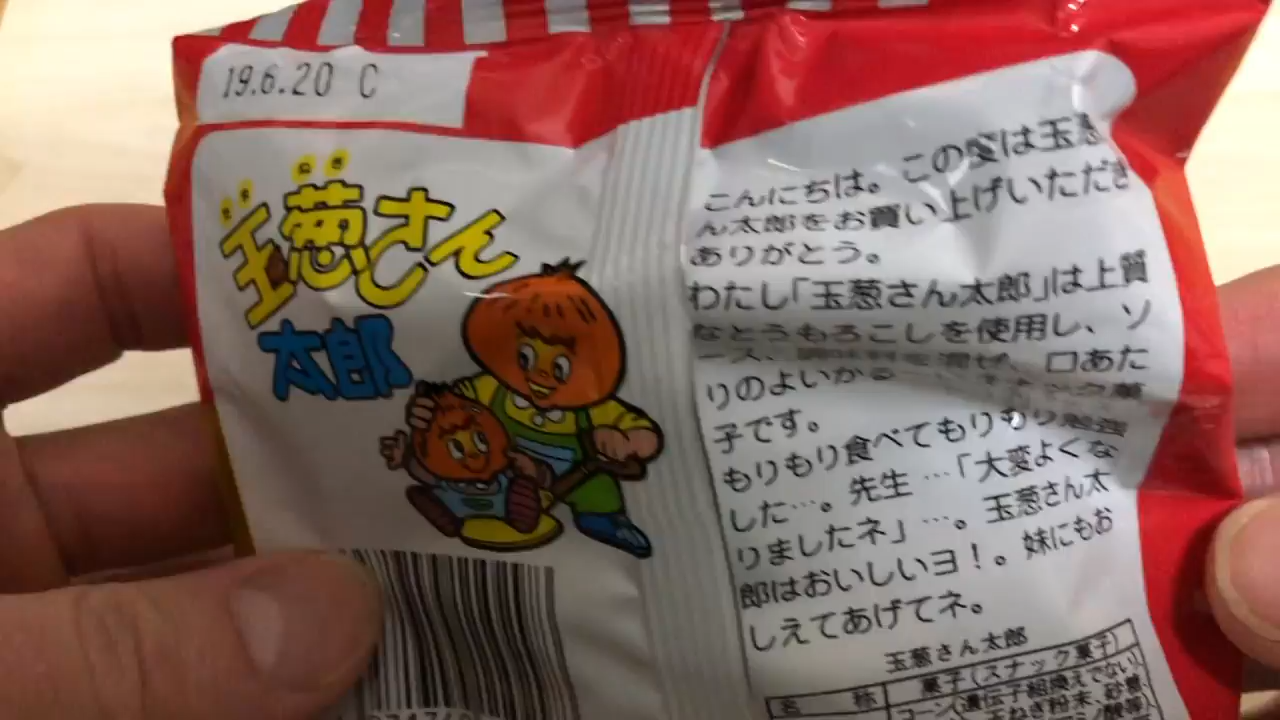 19.6.20 C
たま ねぎ
玉葱さん
太郎
こんにちは。この度は玉葱
ん太郎をお買い上げいただき
ありがとう。
わたし「玉葱さん太郎」は上質
なとうもろこしを使用し、ソ
ース、調味料を混ぜ、口あた
りのよいかる
子です。
もりもり食べてもりもり勉強
した…。先生…「大変よくな
りましたネ」…。玉葱さん太
郎はおいしいヨ!。妹にもお
しえてあげてネ。
玉葱さん太郎
名 称 菓子(スナック菓子)
コーン(遺伝子組換えでない)
玉ねぎ粉末、砂糖